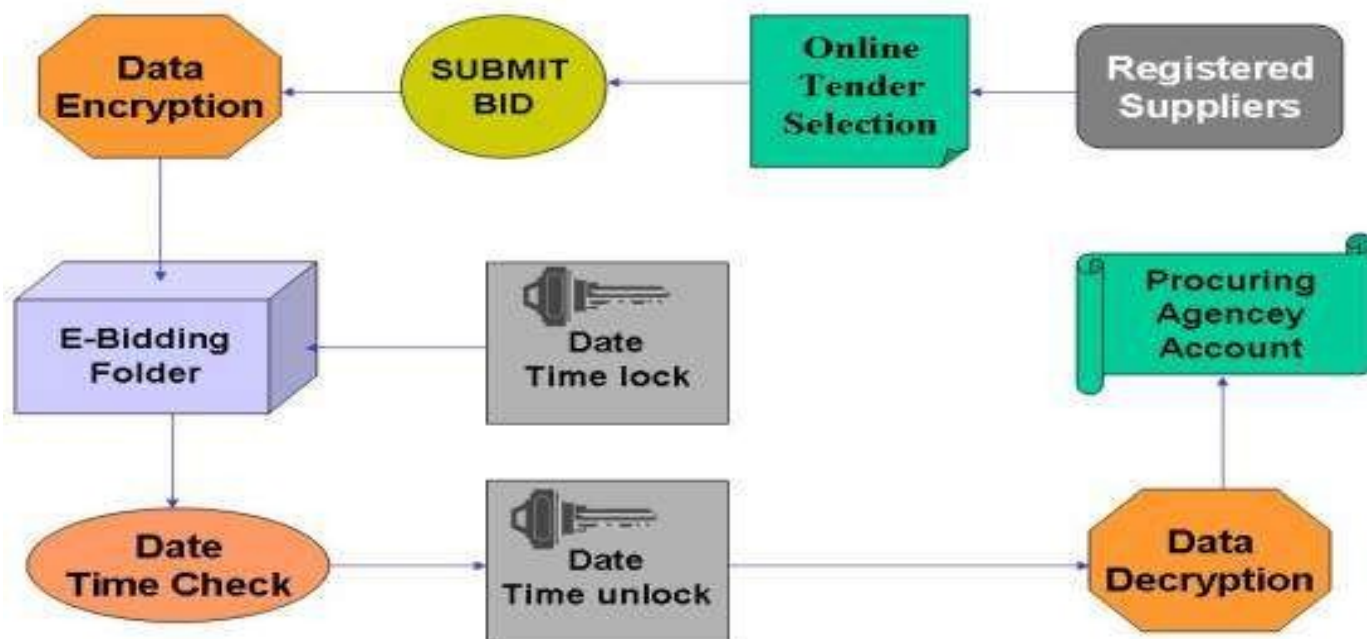 Data
Encryption
SUBMIT
BID
Online
Tender
Selection
Registered
Suppliers
E-Bidding
Folder
Date
Time lock
Procuring
Agencey
Account
Date
Time Check
Date
Time unlock
Data
Decryption